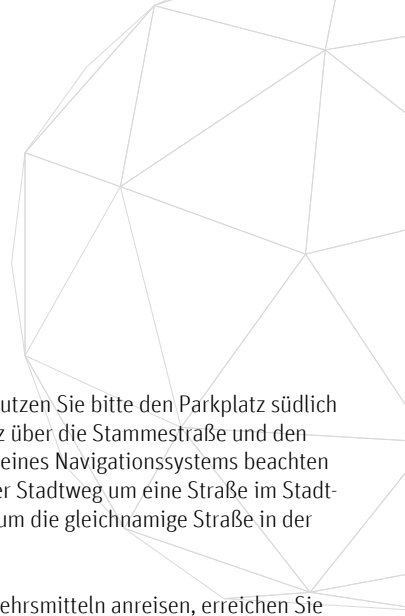 utzen Sie bitte den Parkplatz südlich
z über die Stammestraße und den
eines Navigationssystems beachten
er Stadtweg um eine Straße im Stadt-
um die gleichnamige Straße in der
ehrsmitteln anreisen, erreichen Sie